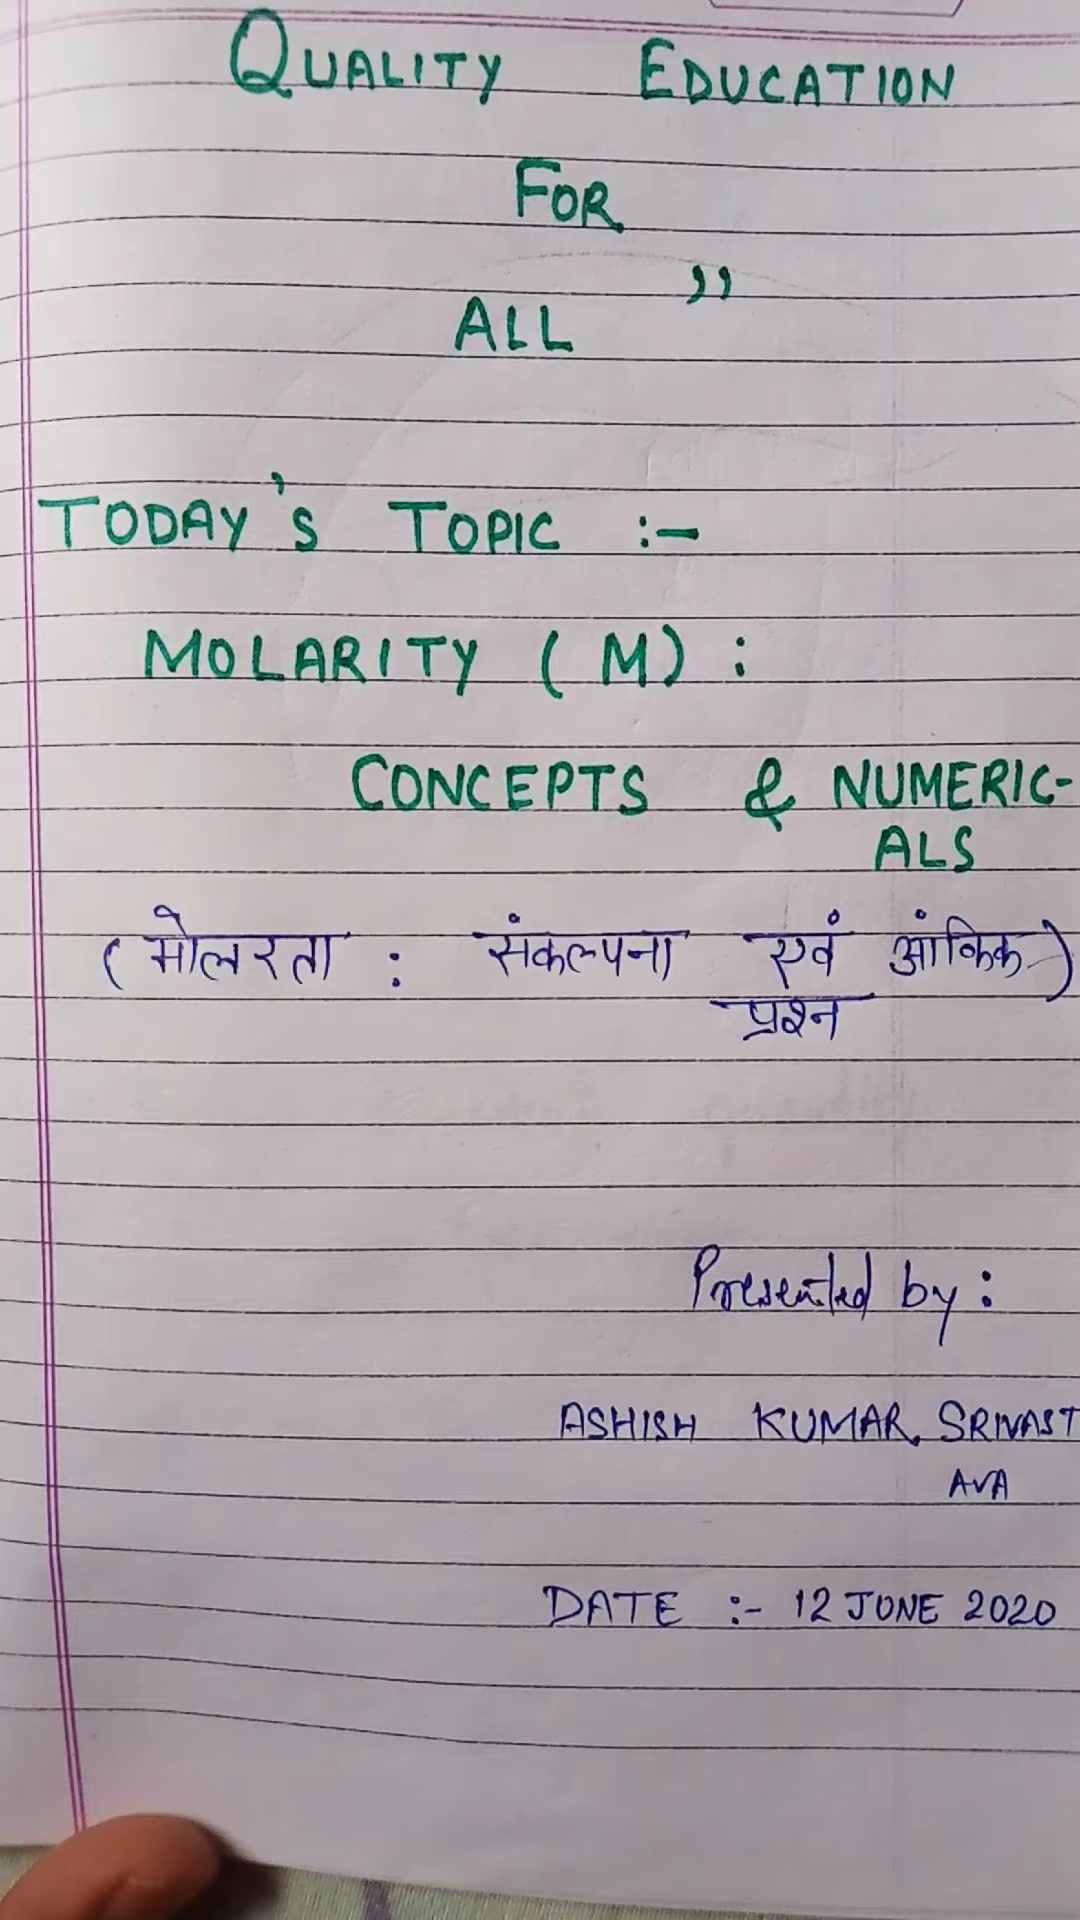 QUALITY EDUCATION
FOR
ALL ”
TODAY'S TOPIC :-
MOLARITY (M) :
CONCEPTS & NUMERIC-
ALS
(मोलरता : संकल्पना एवं आंकिक)
प्रश्न
Presented by :
ASHISH KUMAR SRIVAST
AVA
DATE :- 12 JUNE 2020